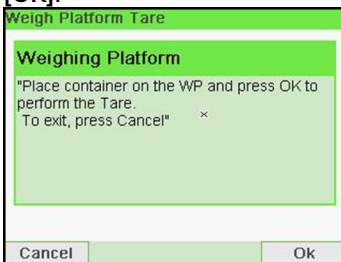 [OK].
Weigh Platform Tare
Weighing Platform
"Place container on the WP and press OK to
perform the Tare.
To exit, press Cancel"
Cancel
Ok